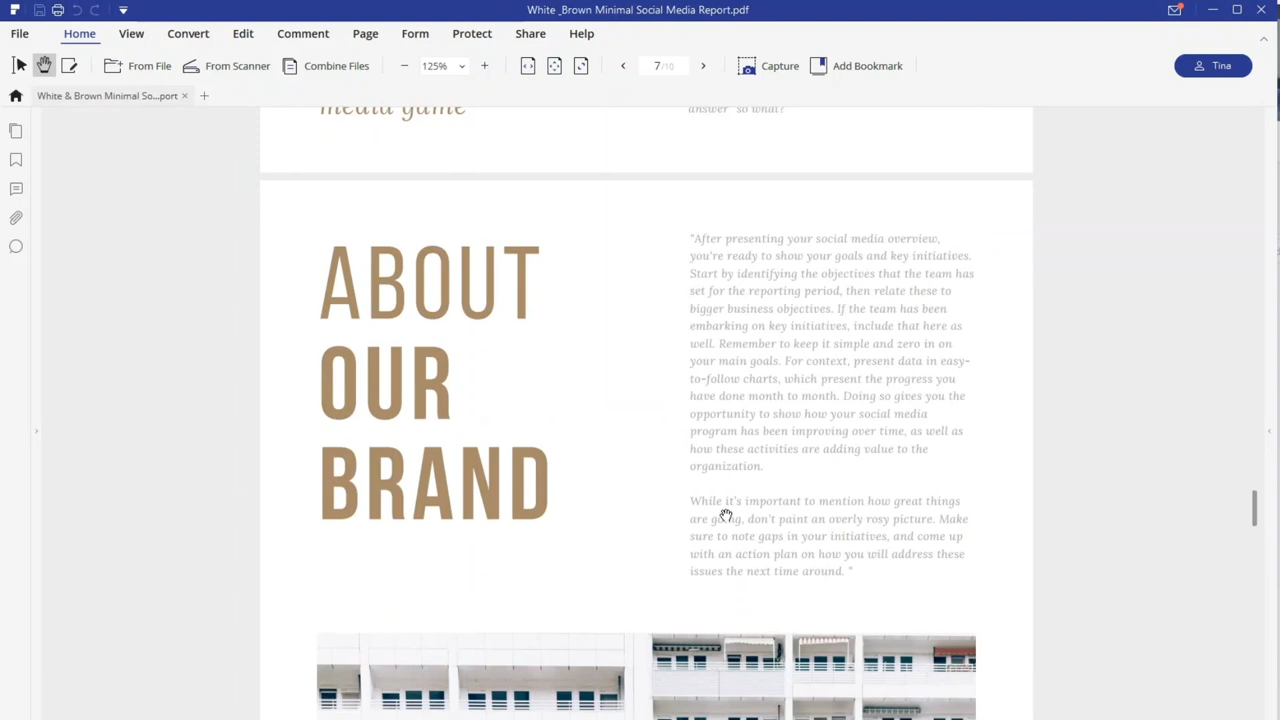 White _Brown Minimal Social Media Report.pdf
File Home View Convert Edit Comment Page Form Protect Share Help
From File From Scanner Combine Files 125% 7/10 Capture Add Bookmark Tina
White & Brown Minimal So...port
media game
answer "so what?
ABOUT
OUR
BRAND
"After presenting your social media overview,
you're ready to show your goals and key initiatives.
Start by identifying the objectives that the team has
set for the reporting period, then relate these to
bigger business objectives. If the team has been
embarking on key initiatives, include that here as
well. Remember to keep it simple and zero in on
your main goals. For context, present data in easy-
to-follow charts, which present the progress you
have done month to month. Doing so gives you the
opportunity to show how your social media
program has been improving over time, as well as
how these activities are adding value to the
organization.
While it's important to mention how great things
are going, don't paint an overly rosy picture. Make
sure to note gaps in your initiatives, and come up
with an action plan on how you will address these
issues the next time around. "